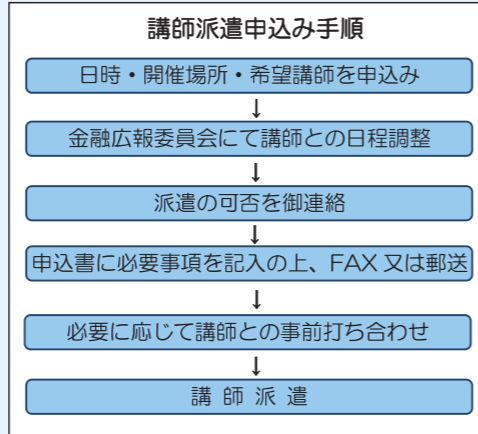 講師派遣申込み手順
日時・開催場所・希望講師を申込み
↓
金融広報委員会にて講師との日程調整
↓
派遣の可否を御連絡
↓
申込書に必要事項を記入の上、FAX 又は郵送
↓
必要に応じて講師との事前打ち合わせ
↓
講 師 派 遣